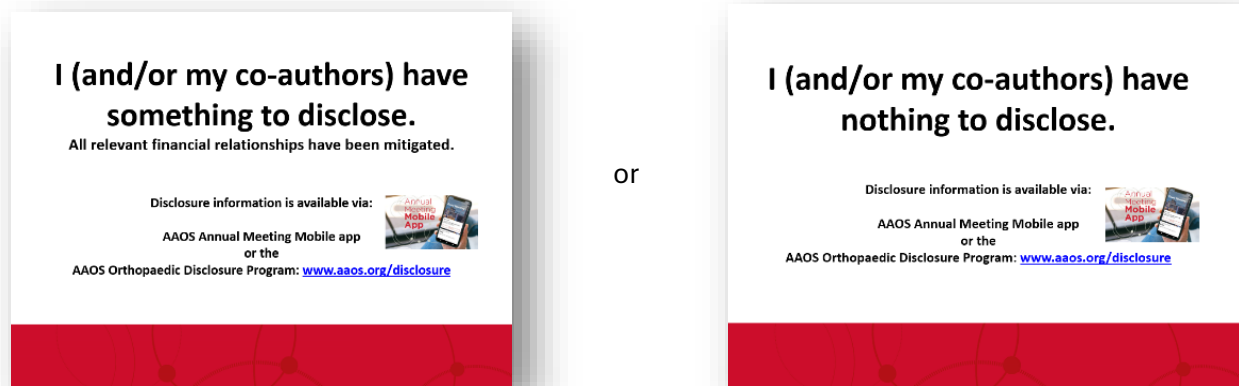 I (and/or my co-authors) have
something to disclose.
All relevant financial relationships have been mitigated.
Disclosure information is available via:
Annual
Meeting
Mobile
App
AAOS Annual Meeting Mobile app
or the
AAOS Orthopaedic Disclosure Program: www.aaos.org/disclosure
or
I (and/or my co-authors) have
nothing to disclose.
Disclosure information is available via:
Annual
Meeting
Mobile
App
AAOS Annual Meeting Mobile app
or the
AAOS Orthopaedic Disclosure Program: www.aaos.org/disclosure